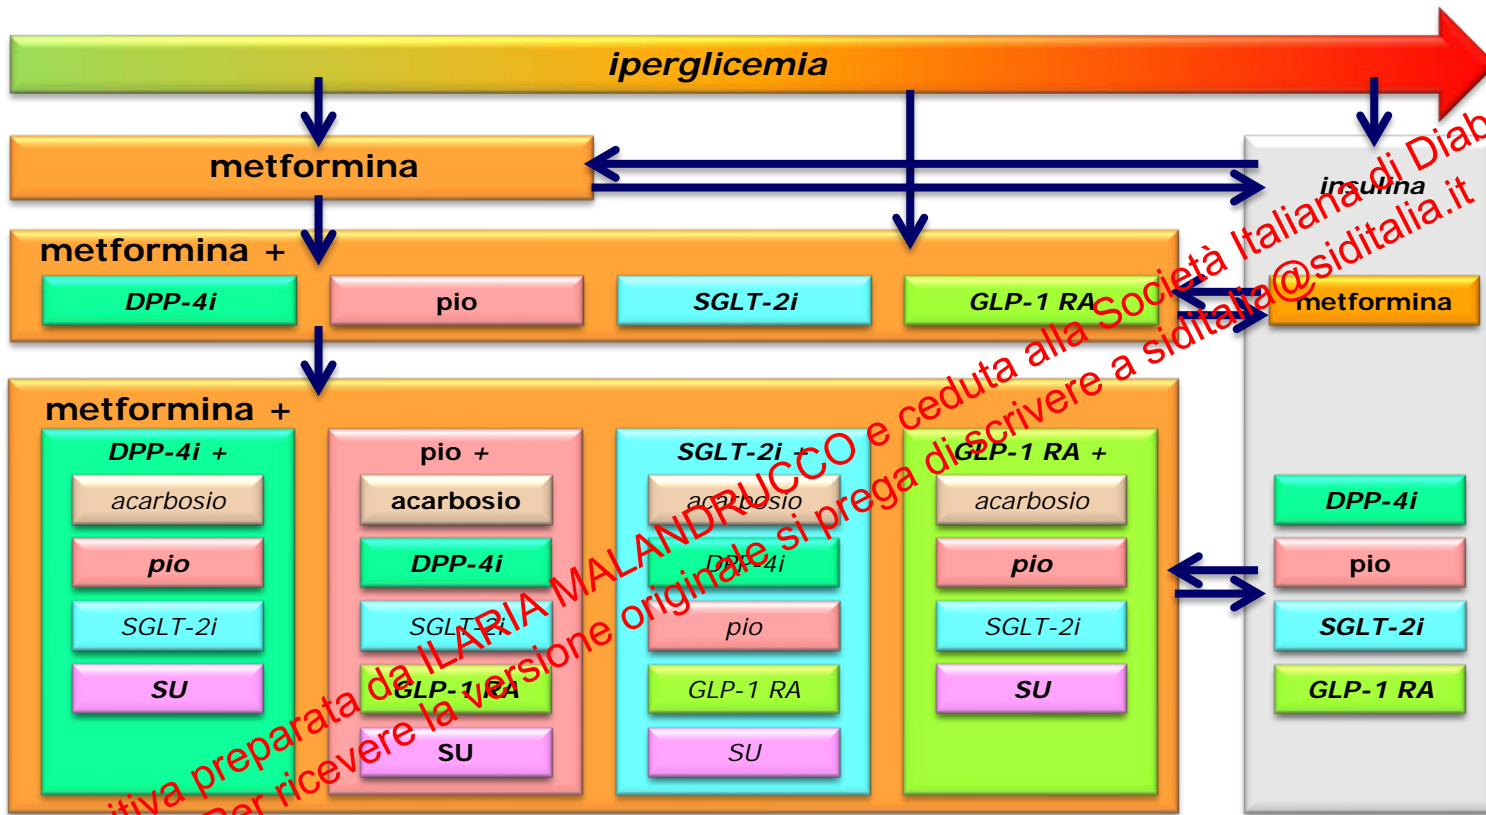 iperglicemia
metformina
insulina
metformina +
DPP-4i
pio
SGLT-2i
GLP-1 RA
metformina
metformina +
DPP-4i +
acarbosio
pio
SGLT-2i
SU
pio +
acarbosio
DPP-4i
SGLT-2i
GLP-1 RA
SU
SGLT-2i +
acarbosio
DPP-4i
pio
GLP-1 RA
SU
GLP-1 RA +
acarbosio
pio
SGLT-2i
SU
DPP-4i
pio
SGLT-2i
GLP-1 RA
itiva preparata da ILARIA MALANDRUCCO e ceduta alla Società Italiana di Diab
Per ricevere la versione originale si prega di scrivere a siditalia@siditalia.it